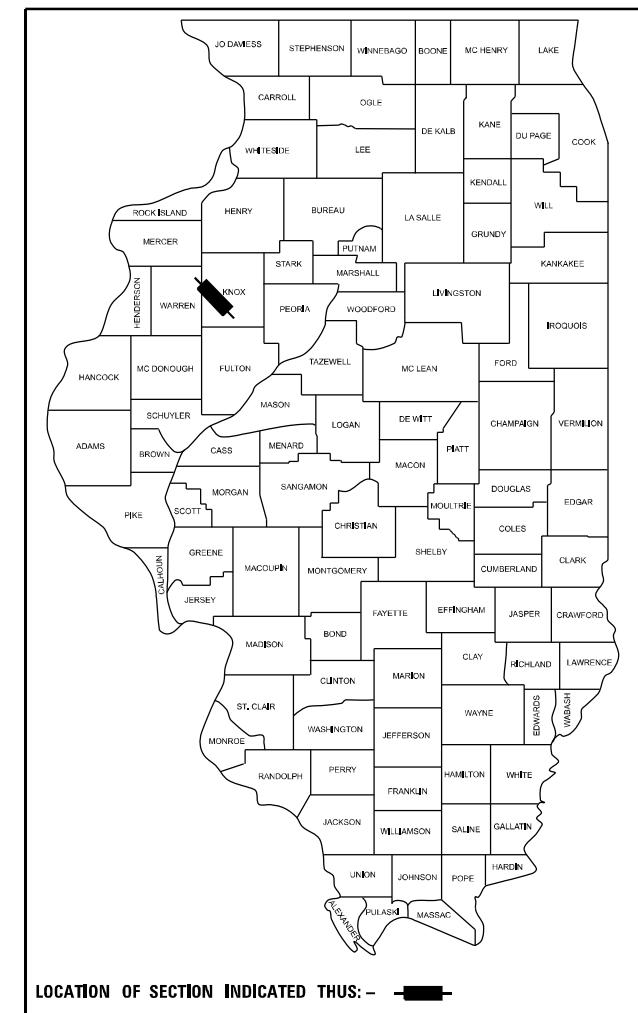 JO DAVIESS
STEPHENSON
WINNEBAGO
BOONE
MC HENRY
LAKE
CARROLL
OGLE
DE KALB
KANE
DU PAGE
COOK
WHITESIDE
LEE
KENDALL
WILL
ROCK ISLAND
HENRY
BUREAU
LA SALLE
GRUNDY
MERCER
PUTNAM
KANKAKEE
STARK
MARSHALL
HENDERSON
WARREN
KNOX
PEORIA
WOODFORD
LIVINGSTON
IROQUOIS
HANCOCK
MC DONOUGH
FULTON
TAZEWELL
MC LEAN
FORD
MASON
SCHUYLER
LOGAN
DE WITT
CHAMPAIGN
VERMILION
ADAMS
BROWN
CASS
MENARD
PIATT
MACON
MORGAN
SANGAMON
DOUGLAS
EDGAR
PIKE
SCOTT
CHRISTIAN
MOULTRIE
COLES
CALHOUN
GREENE
MACOUPIN
MONTGOMERY
SHELBY
CUMBERLAND
CLARK
JERSEY
FAYETTE
EFFINGHAM
JASPER
CRAWFORD
MADISON
BOND
CLAY
RICHLAND
LAWRENCE
CLINTON
MARION
ST. CLAIR
WAYNE
EDWARDS
WABASH
WASHINGTON
JEFFERSON
MONROE
RANDOLPH
PERRY
HAMILTON
WHITE
FRANKLIN
JACKSON
WILLIAMSON
SALINE
GALLATIN
HARDIN
UNION
JOHNSON
POPE
ALEXANDER
PULASKI
MASSAC
LOCATION OF SECTION INDICATED THUS: -